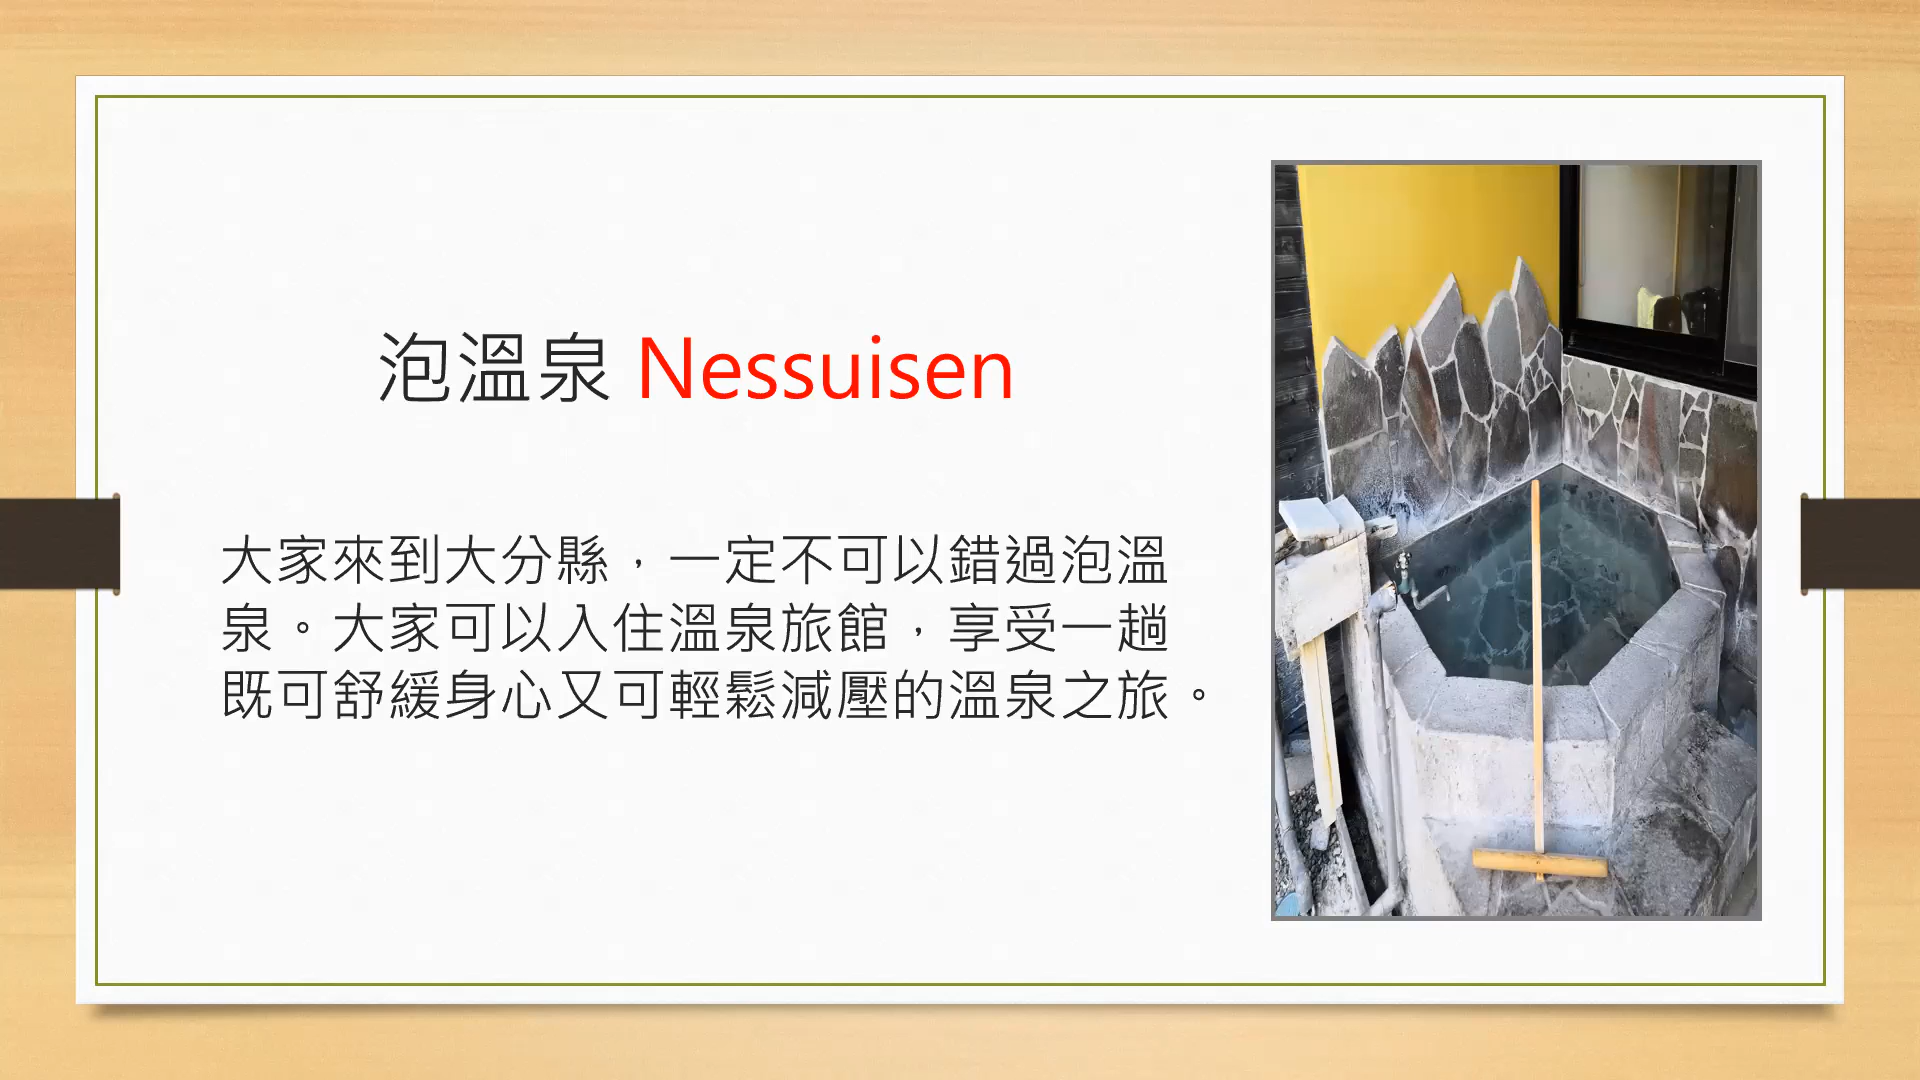 泡溫泉 Nessuisen
大家來到大分縣，一定不可以錯過泡溫
泉。大家可以入住溫泉旅館，享受一趟
既可舒緩身心又可輕鬆減壓的溫泉之旅。